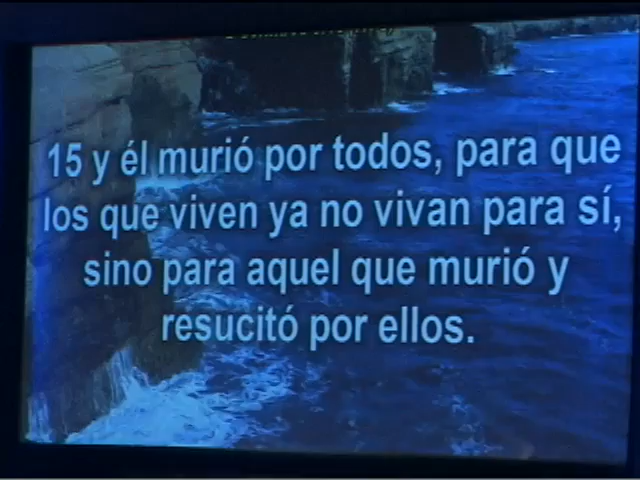 15 y él murió por todos, para que
los que viven ya no vivan para sí,
sino para aquel que murió y
resucitó por ellos.